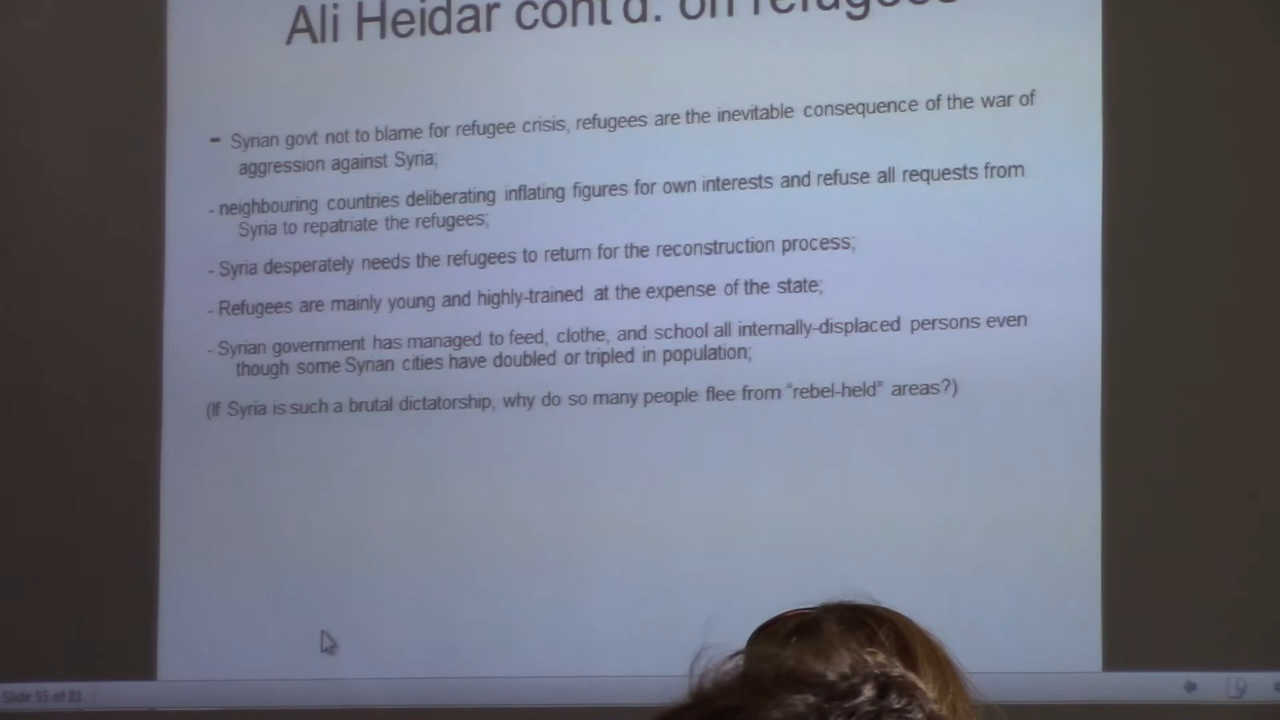 Ali Heidar cont'd. on refugees
- Syrian govt not to blame for refugee crisis, refugees are the inevitable consequence of the war of
aggression against Syria;
- neighbouring countries deliberating inflating figures for own interests and refuse all requests from
Syria to repatriate the refugees;
- Syria desperately needs the refugees to return for the reconstruction process;
- Refugees are mainly young and highly-trained at the expense of the state;
- Syrian government has managed to feed, clothe, and school all internally-displaced persons even
though some Syrian cities have doubled or tripled in population;
(If Syria is such a brutal dictatorship, why do so many people flee from "rebel-held" areas?)
Slide 55 of 81